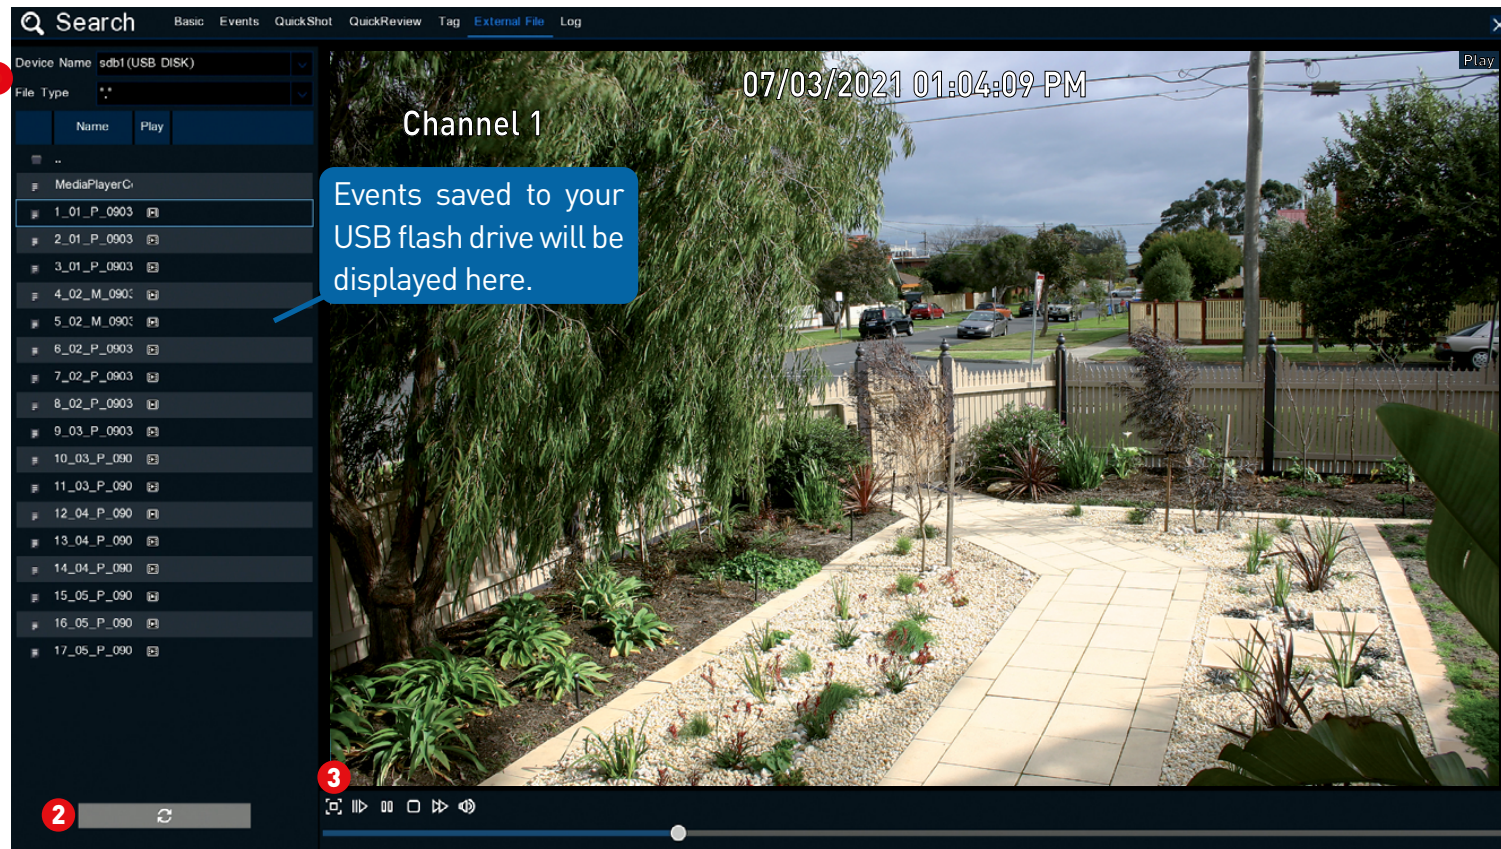 Search Basic Events QuickShot QuickReview Tag External File Log
Device Name sdb1(USB DISK)
File Type *.*
Name Play
..
MediaPlayerC
1_01_P_0903
2_01_P_0903
3_01_P_0903
4_02_M_090
5_02_M_090
6_02_P_0903
7_02_P_0903
8_02_P_0903
9_03_P_0903
10_03_P_090
11_03_P_090
12_04_P_090
13_04_P_090
14_04_P_090
15_05_P_090
16_05_P_090
17_05_P_090
2
Play
07/03/2021 01:04:09 PM
Channel 1
Events saved to your
USB flash drive will be
displayed here.
3